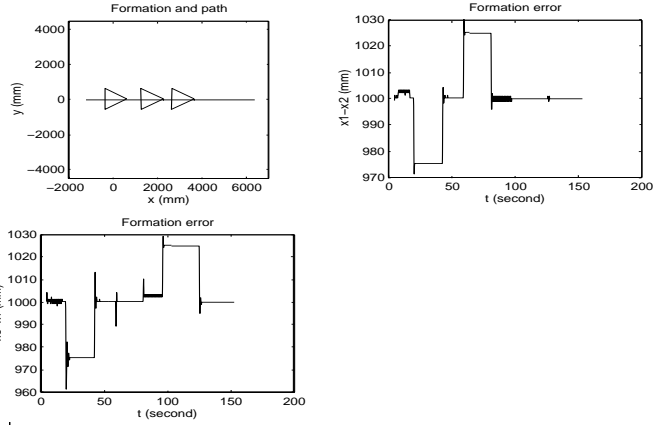 Formation and path
4000
2000
0
−2000
−4000
y (mm)
−2000 0 2000 4000 6000
x (mm)
Formation error
1030
1020
1010
1000
990
980
970
x1−x2 (mm)
0 50 100 150 200
t (second)
Formation error
1030
1020
1010
1000
990
980
970
960
(mm)
0 50 100 150 200
t (second)